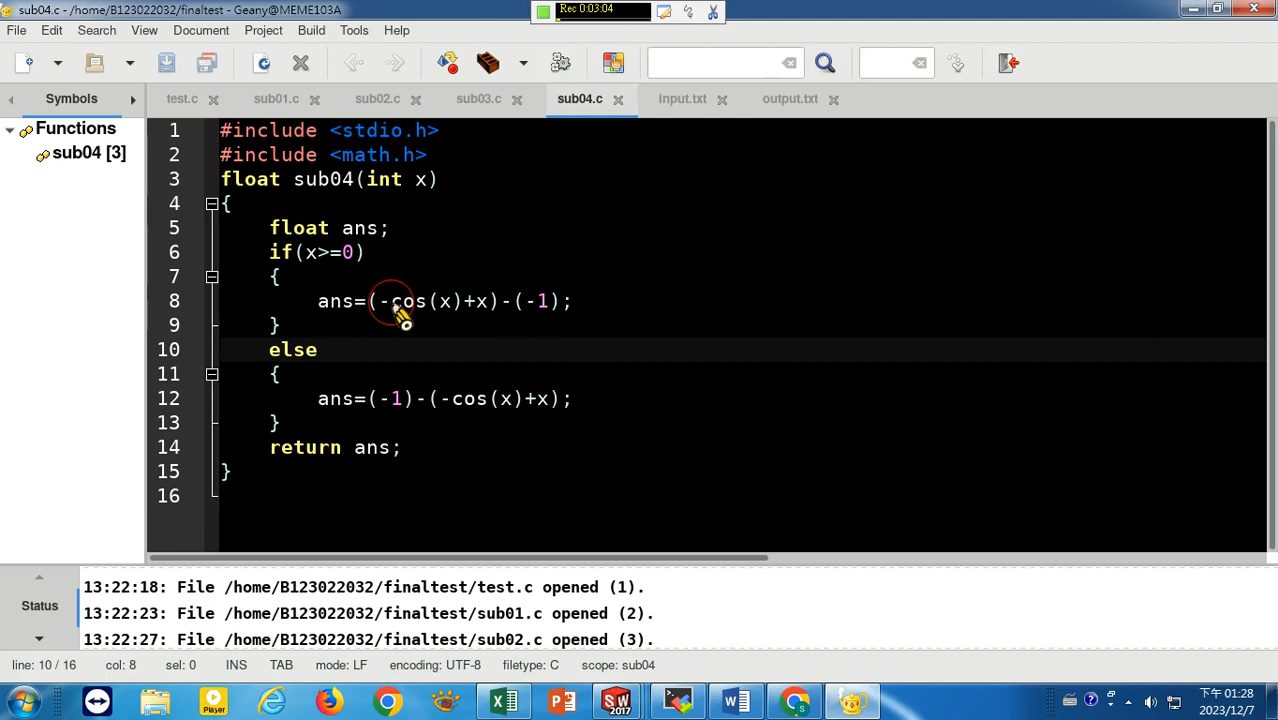 sub04.c - /home/B123022032/finaltest - Geany@MEME103A
Rec 0:03:04
File Edit Search View Document Project Build Tools Help
Symbols
test.c sub01.c sub02.c sub03.c sub04.c input.txt output.txt
Functions
sub04 [3]
1 #include <stdio.h>
2 #include <math.h>
3 float sub04(int x)
4 {
5 float ans;
6 if(x>=0)
7 {
8 ans=(-cos(x)+x)-(-1);
9 }
10 else
11 {
12 ans=(-1)-(-cos(x)+x);
13 }
14 return ans;
15 }
16
Status
13:22:18: File /home/B123022032/finaltest/test.c opened (1).
13:22:23: File /home/B123022032/finaltest/sub01.c opened (2).
13:22:27: File /home/B123022032/finaltest/sub02.c opened (3).
line: 10 / 16 col: 8 sel: 0 INS TAB mode: LF encoding: UTF-8 filetype: C scope: sub04
Player
2017
下午 01:28
2023/12/7